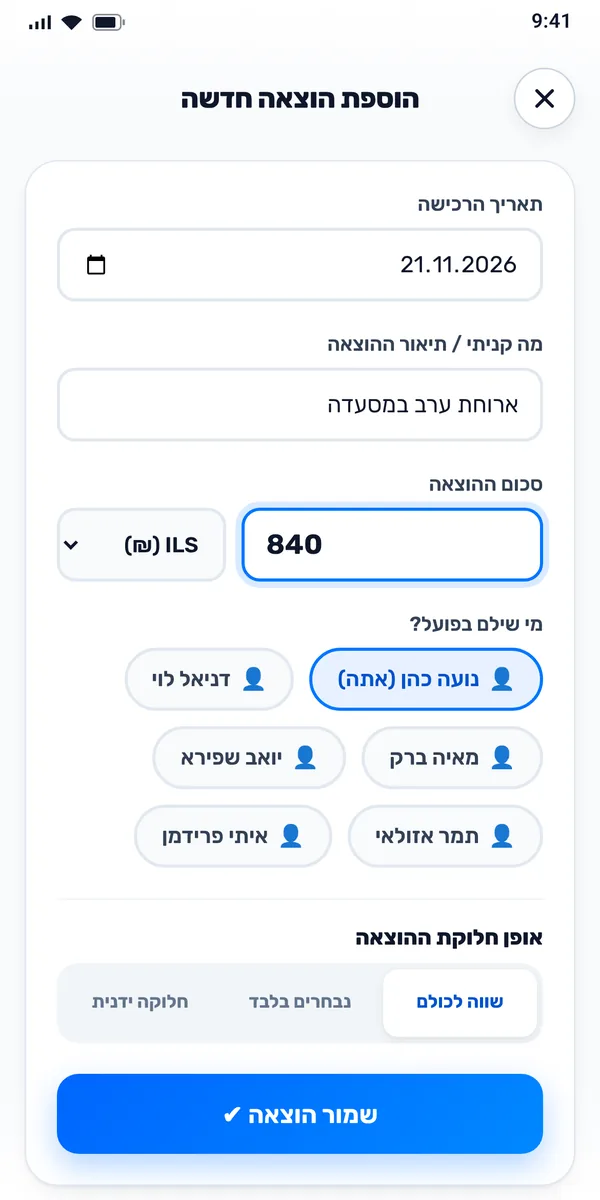 9:41
הוספת הוצאה חדשה
תאריך הרכישה
21.11.2026
מה קניתי / תיאור ההוצאה
ארוחת ערב במסעדה
סכום ההוצאה
840
ILS (₪)
מי שילם בפועל?
נועה כהן (אתה)
דניאל לוי
מאיה ברק
יואב שפירא
תמר אזולאי
איתי פרידמן
אופן חלוקת ההוצאה
שווה לכולם
נבחרים בלבד
חלוקה ידנית
שמור הוצאה ✔